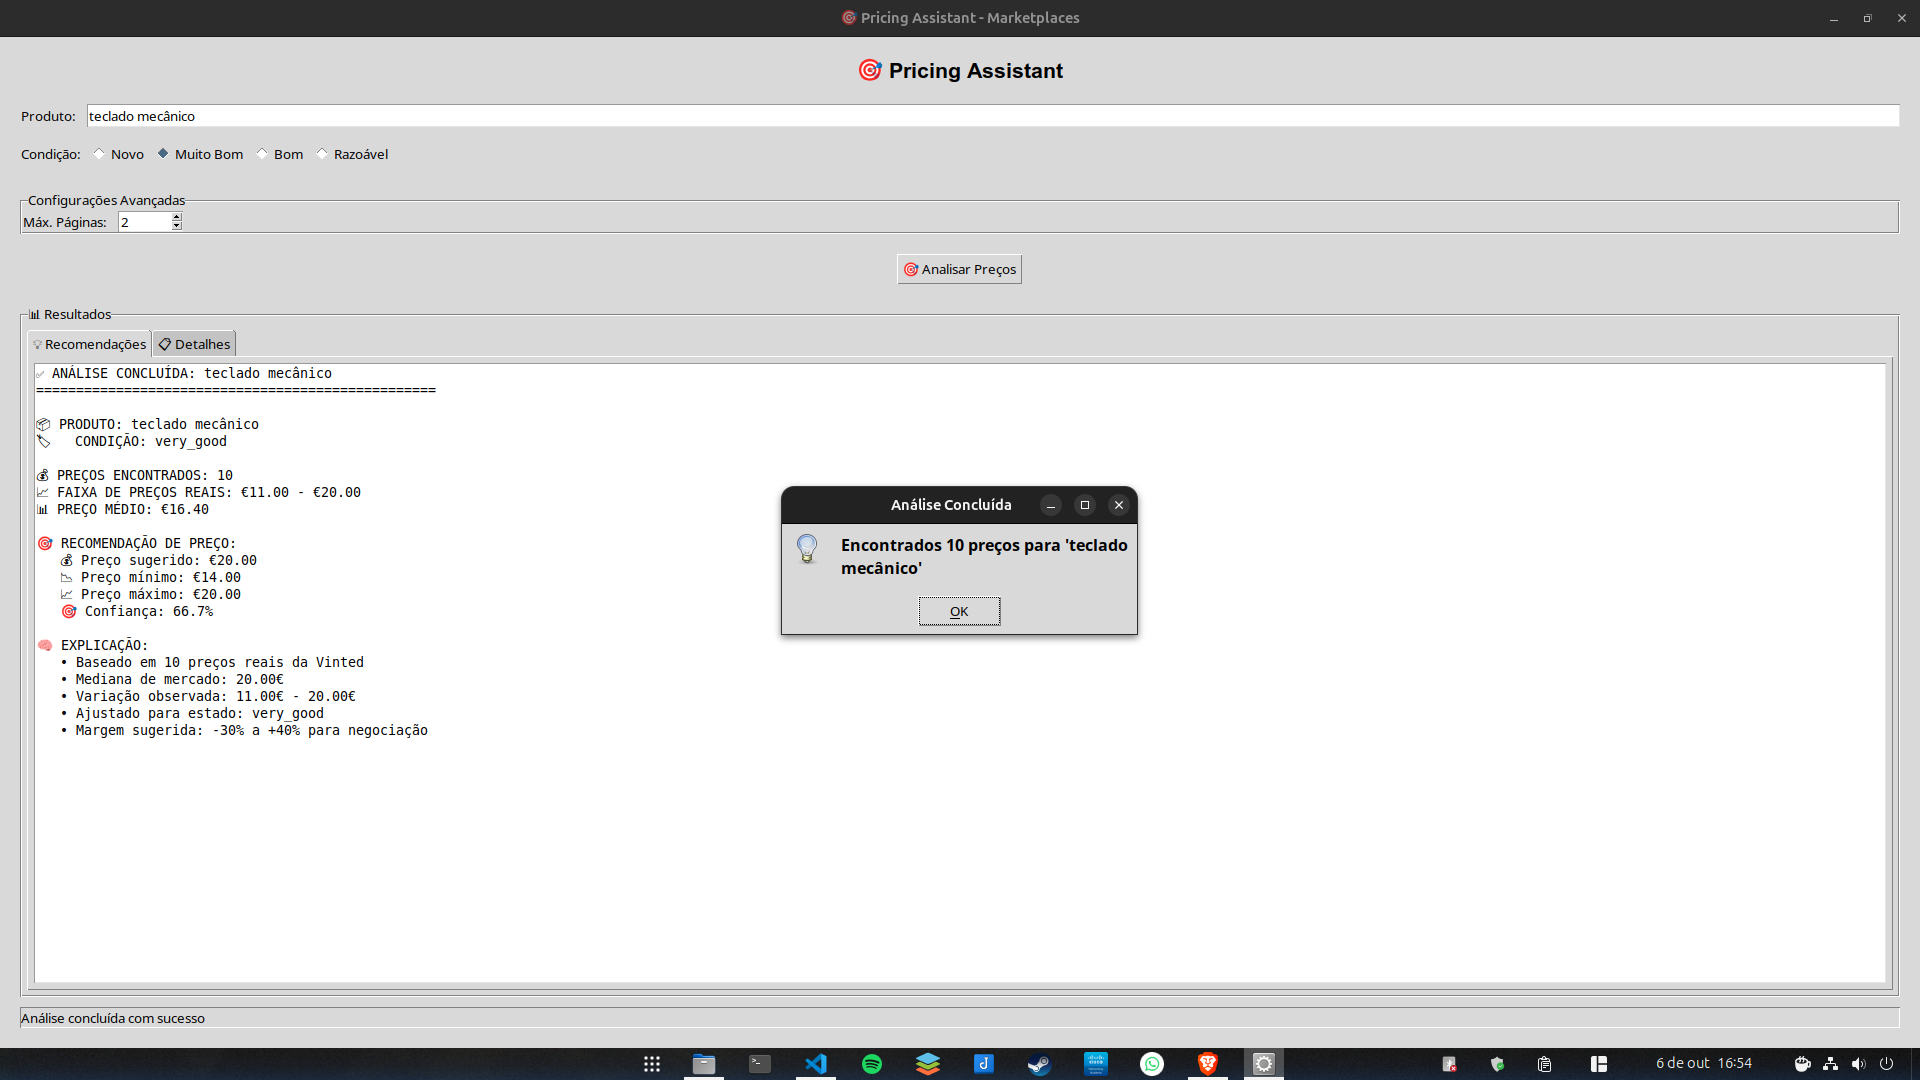 🎯 Pricing Assistant - Marketplaces
🎯 Pricing Assistant
Produto: teclado mecânico
Condição: Novo Muito Bom Bom Razoável
Configurações Avançadas
Máx. Páginas: 2
🎯 Analisar Preços
📊 Resultados
💡 Recomendações 📋 Detalhes
✅ ANÁLISE CONCLUÍDA: teclado mecânico
==================================================
📦 PRODUTO: teclado mecânico
🏷️ CONDIÇÃO: very_good
💰 PREÇOS ENCONTRADOS: 10
📈 FAIXA DE PREÇOS REAIS: €11.00 - €20.00
📊 PREÇO MÉDIO: €16.40
🎯 RECOMENDAÇÃO DE PREÇO:
💰 Preço sugerido: €20.00
📉 Preço mínimo: €14.00
📈 Preço máximo: €20.00
🎯 Confiança: 66.7%
🧠 EXPLICAÇÃO:
• Baseado em 10 preços reais da Vinted
• Mediana de mercado: 20.00€
• Variação observada: 11.00€ - 20.00€
• Ajustado para estado: very_good
• Margem sugerida: -30% a +40% para negociação
Análise Concluída
Encontrados 10 preços para 'teclado
mecânico'
OK
Análise concluída com sucesso
6 de out 16:54